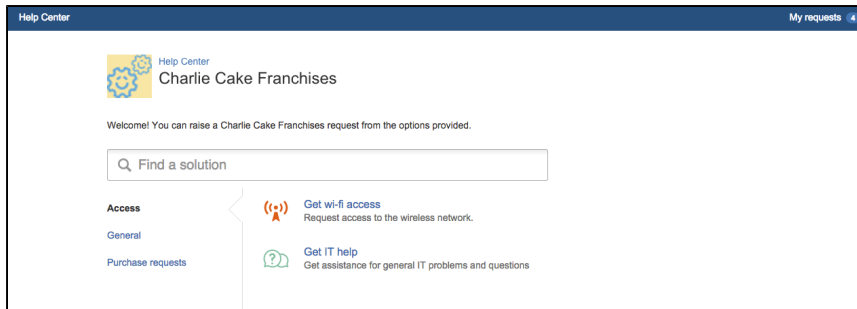 Help Center
My requests 4
Help Center
Charlie Cake Franchises
Welcome! You can raise a Charlie Cake Franchises request from the options provided.
Find a solution
Access
General
Purchase requests
Get wi-fi access
Request access to the wireless network.
Get IT help
Get assistance for general IT problems and questions